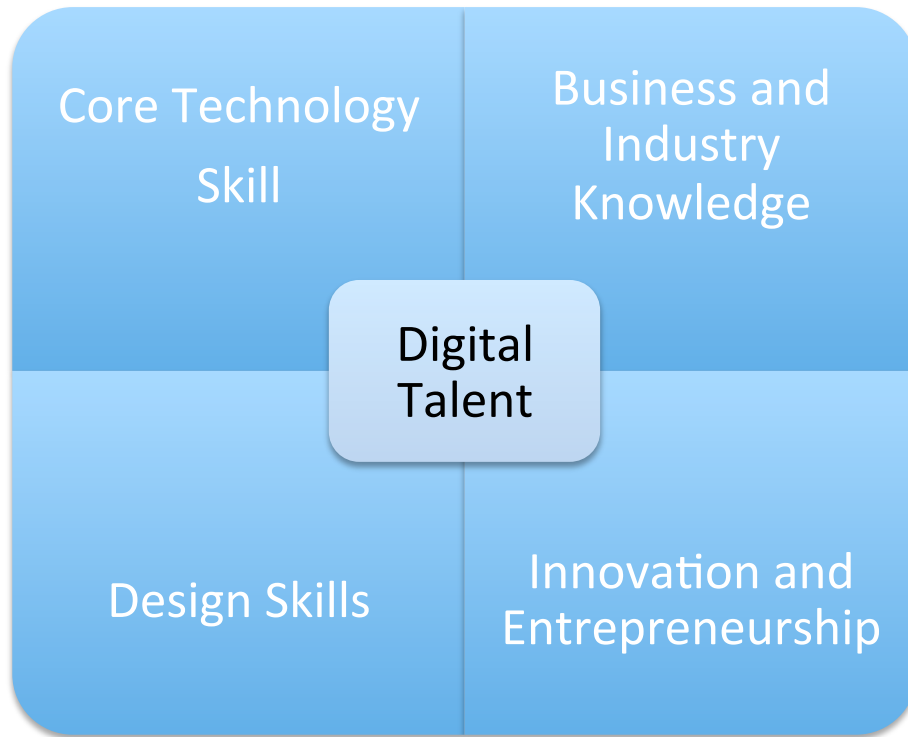 Core Technology
Skill
Business and
Industry
Knowledge
Digital
Talent
Design Skills
Innovation and
Entrepreneurship